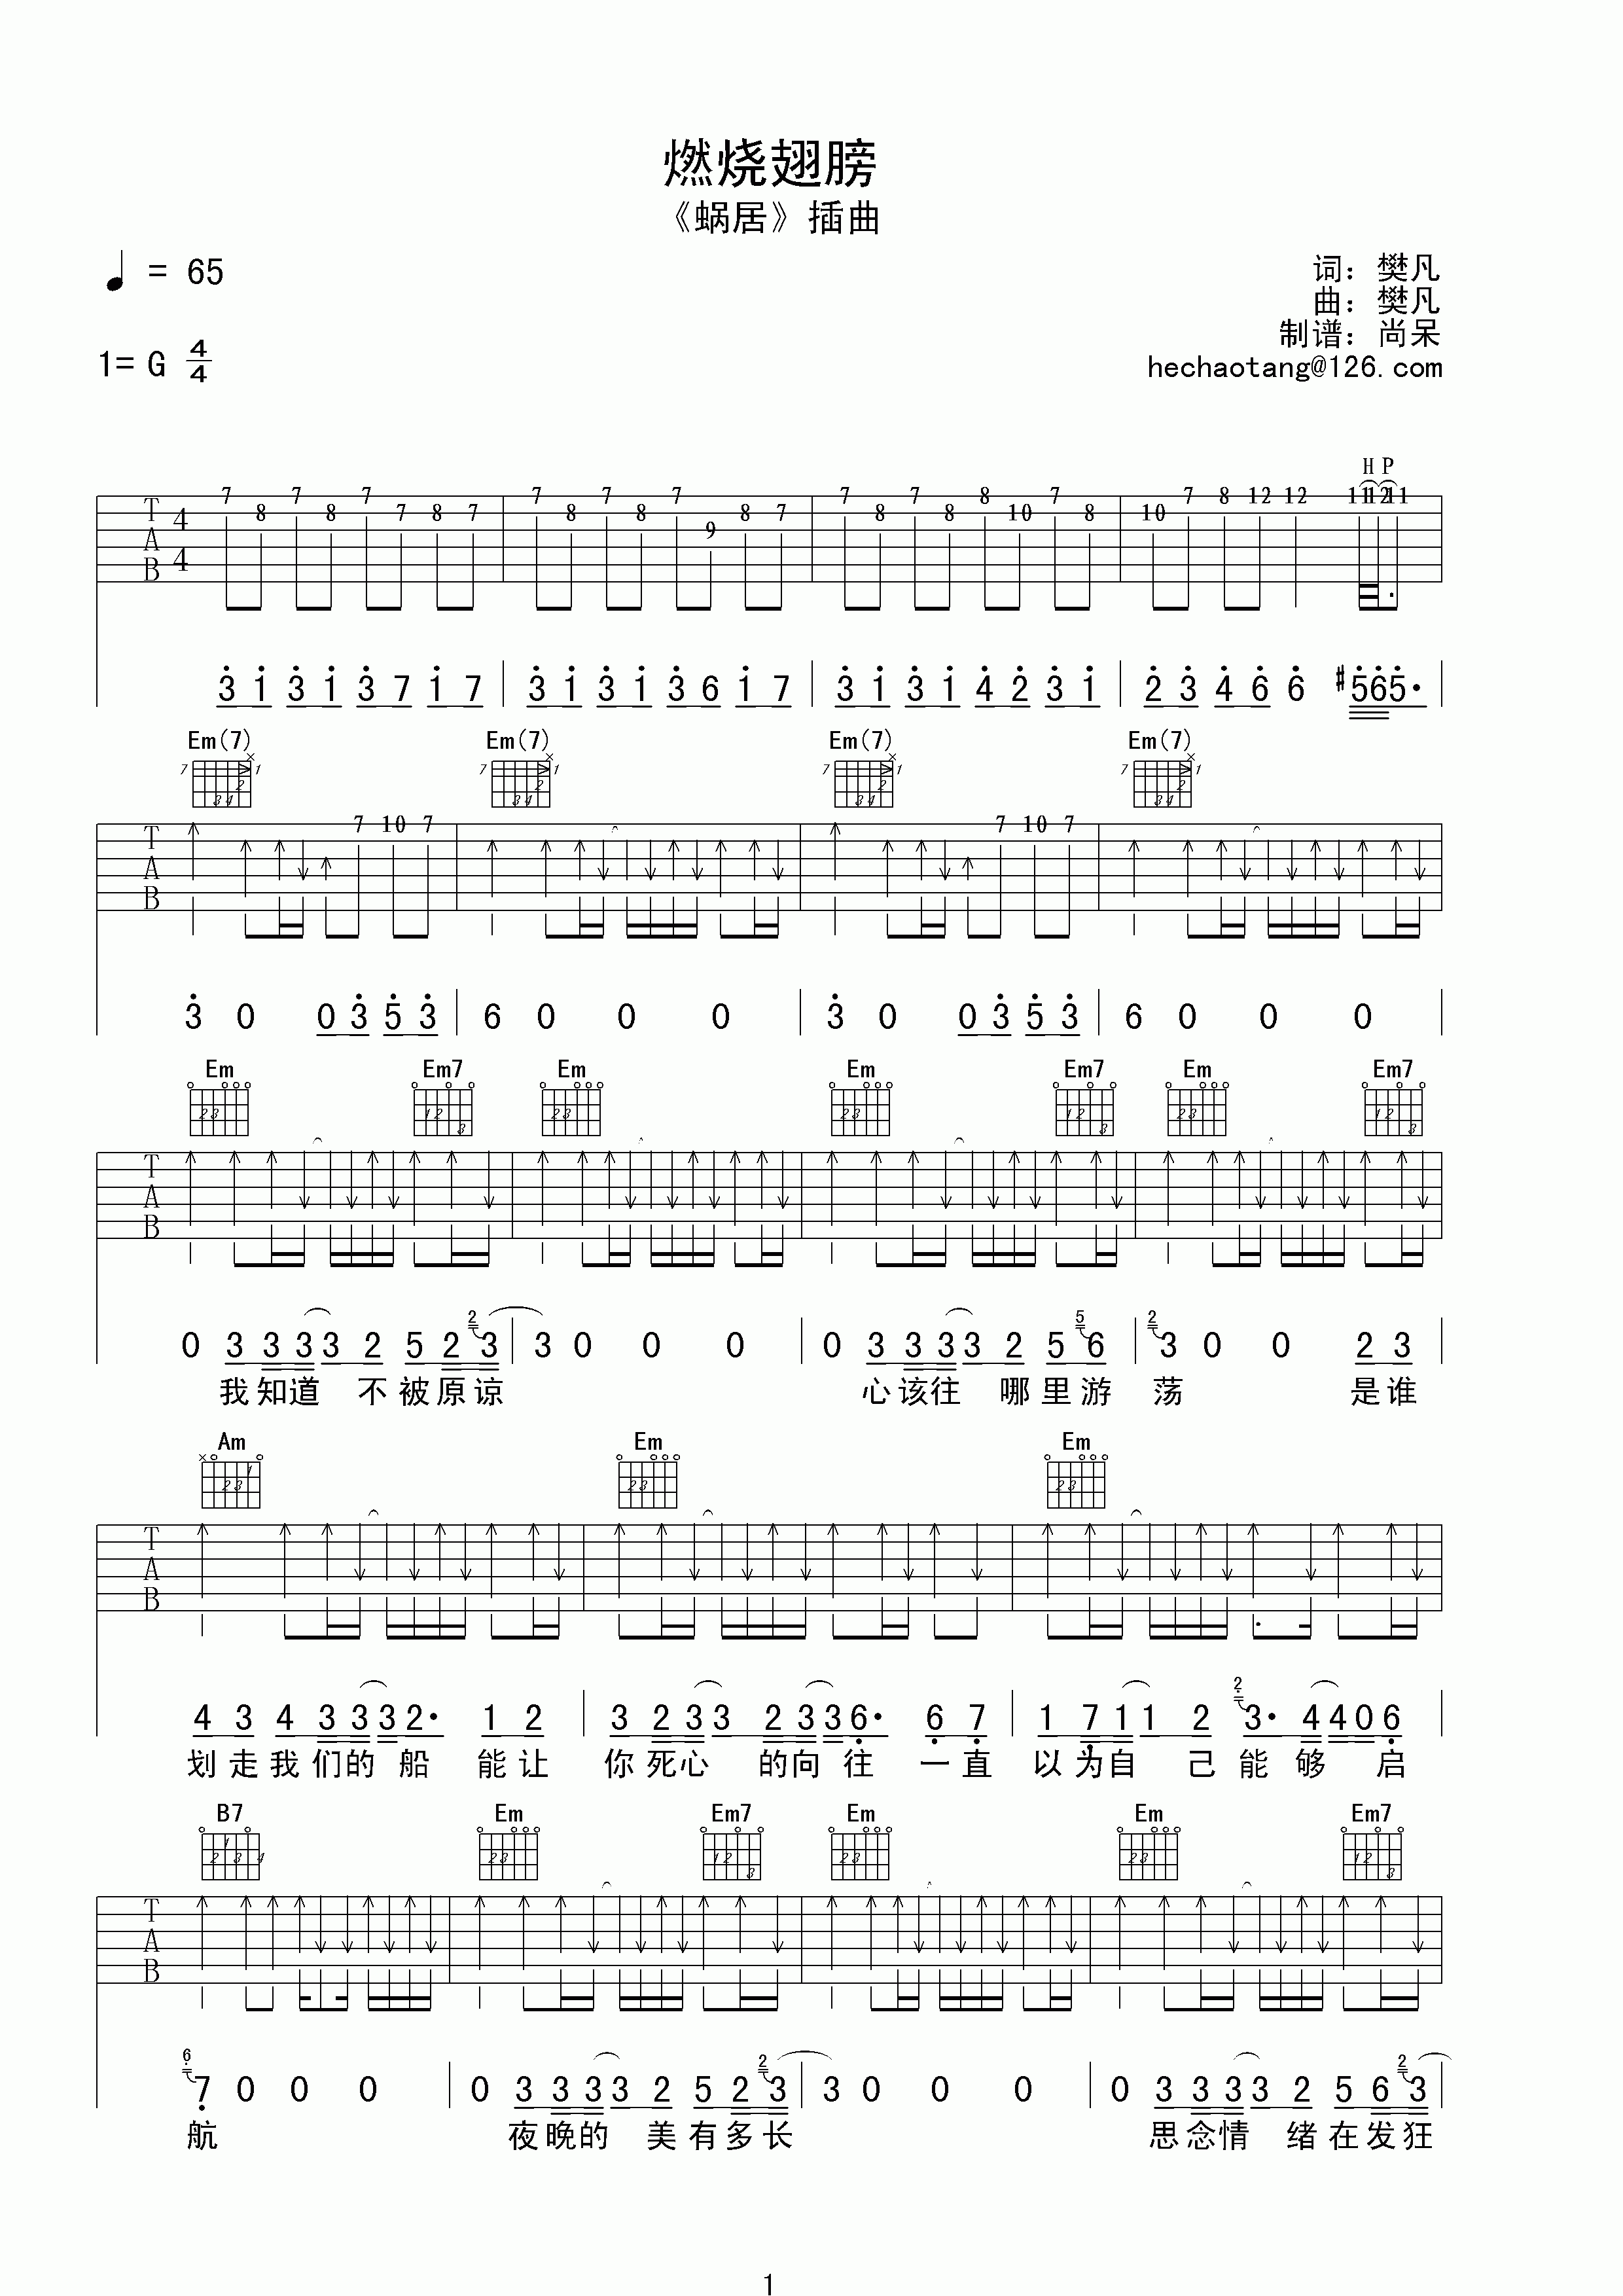 燃烧翅膀
《蜗居》插曲
= 65
词：樊凡
曲：樊凡
制谱：尚呆
1= G 4/4
hechaotang@126.com
H P
7 8 7 8 7 7 8 7 7 8 7 8 7 9 8 7 7 8 7 8 8 10 7 8 10 7 8 12 12 11 12 11
T A B 4 4
3 1 3 1 3 7 1 7 3 1 3 1 3 6 1 7 3 1 3 1 4 2 3 1 2 3 4 6 6 #5 6 5·
Em(7) Em(7) Em(7) Em(7)
7 10 7 7 10 7
T A B
3 0 0 3 5 3 6 0 0 0 3 0 0 3 5 3 6 0 0 0
Em Em7 Em Em Em7 Em Em7
T A B
0 3 3 3 3 2 5 2 2 3 3 0 0 0 0 3 3 3 3 2 5 5 6 2 3 0 0 2 3
我知道 不被原谅 心该往 哪里游 荡 是谁
Am Em Em
T A B
4 3 4 3 3 3 2· 1 2 3 2 3 3 2 3 3 6· 6 7 1 7 1 1 2 2 3· 4 4 0 6
划走我们的 船 能让 你死心 的向 往 一直 以为自 己 能 够 启
B7 Em Em7 Em Em Em7
T A B
6 7 0 0 0 0 3 3 3 3 2 5 2 2 3 3 0 0 0 0 3 3 3 3 2 5 6 2 3
航 夜晚的 美有多长 思念情 绪在发狂
1